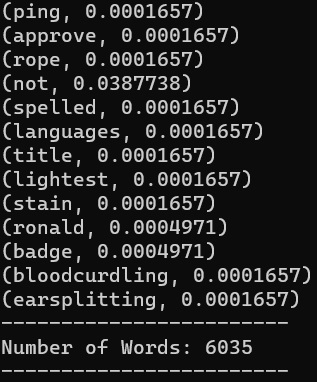 (ping, 0.0001657)
(approve, 0.0001657)
(rope, 0.0001657)
(not, 0.0387738)
(spelled, 0.0001657)
(languages, 0.0001657)
(title, 0.0001657)
(lightest, 0.0001657)
(stain, 0.0001657)
(ronald, 0.0004971)
(badge, 0.0004971)
(bloodcurdling, 0.0001657)
(earsplitting, 0.0001657)
------------------------
Number of Words: 6035
------------------------